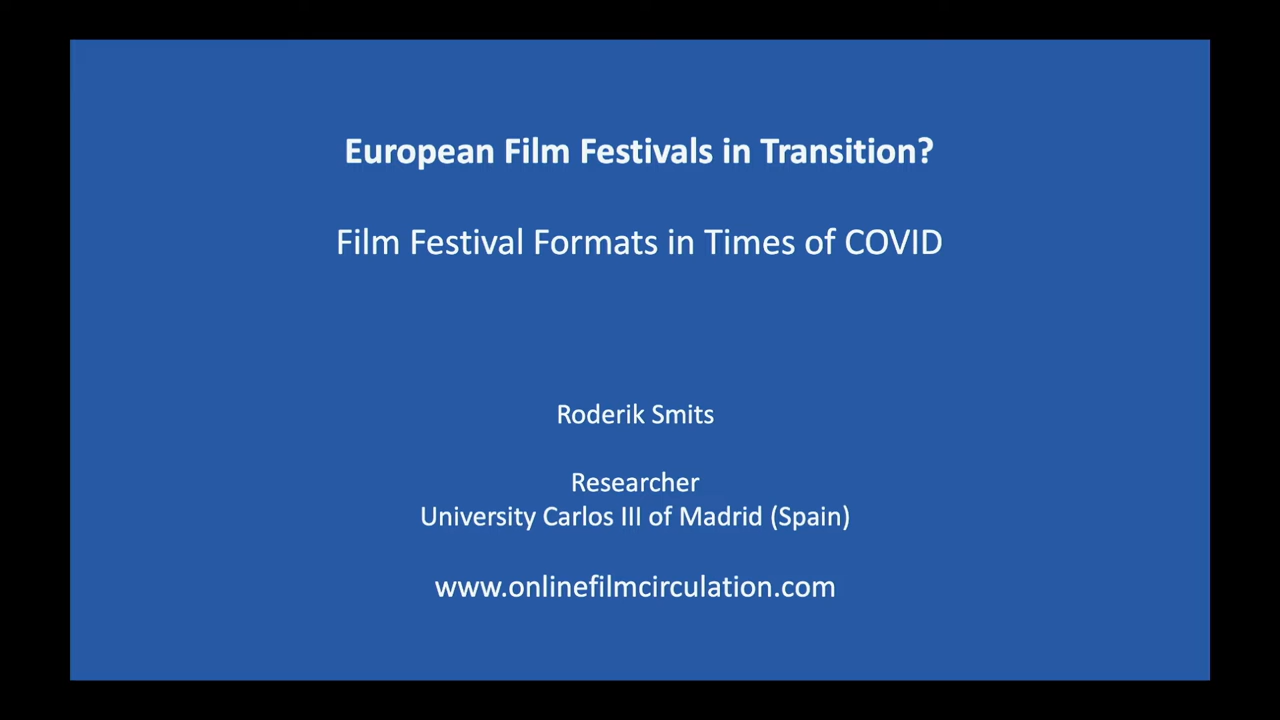 European Film Festivals in Transition?
Film Festival Formats in Times of COVID
Roderik Smits
Researcher
University Carlos III of Madrid (Spain)
www.onlinefilmcirculation.com